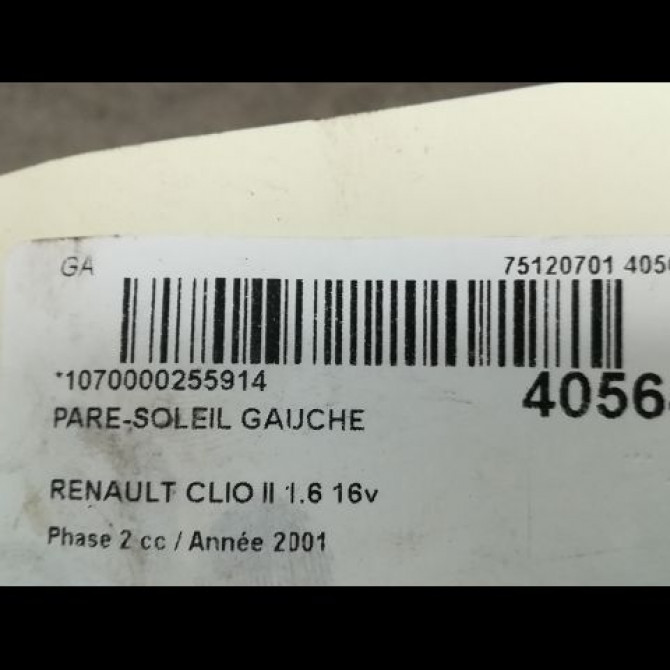 GA 75120701 405
*1070000255914 4056
PARE-SOLEIL GAUCHE
RENAULT CLIO II 1.6 16v
Phase 2 cc / Année 2001